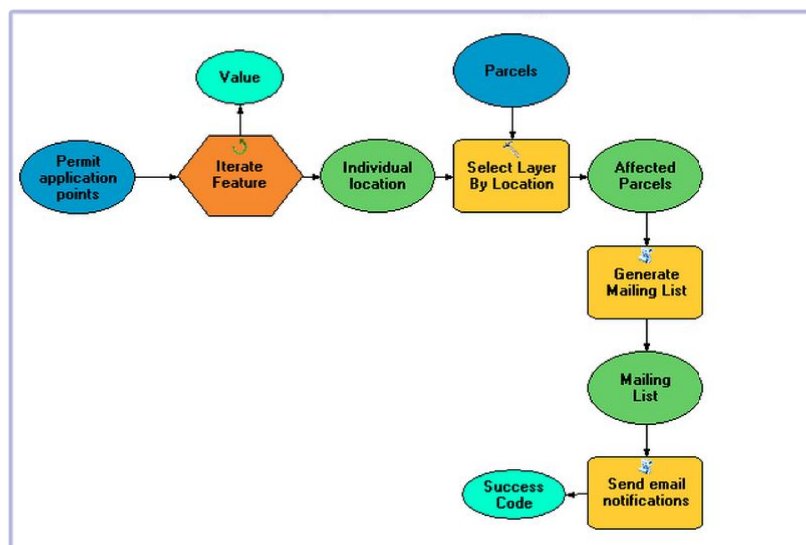 Value
Parcels
Permit
application
points
Iterate
Feature
Individual
location
Select Layer
By Location
Affected
Parcels
Generate
Mailing List
Mailing
List
Send email
notifications
Success
Code